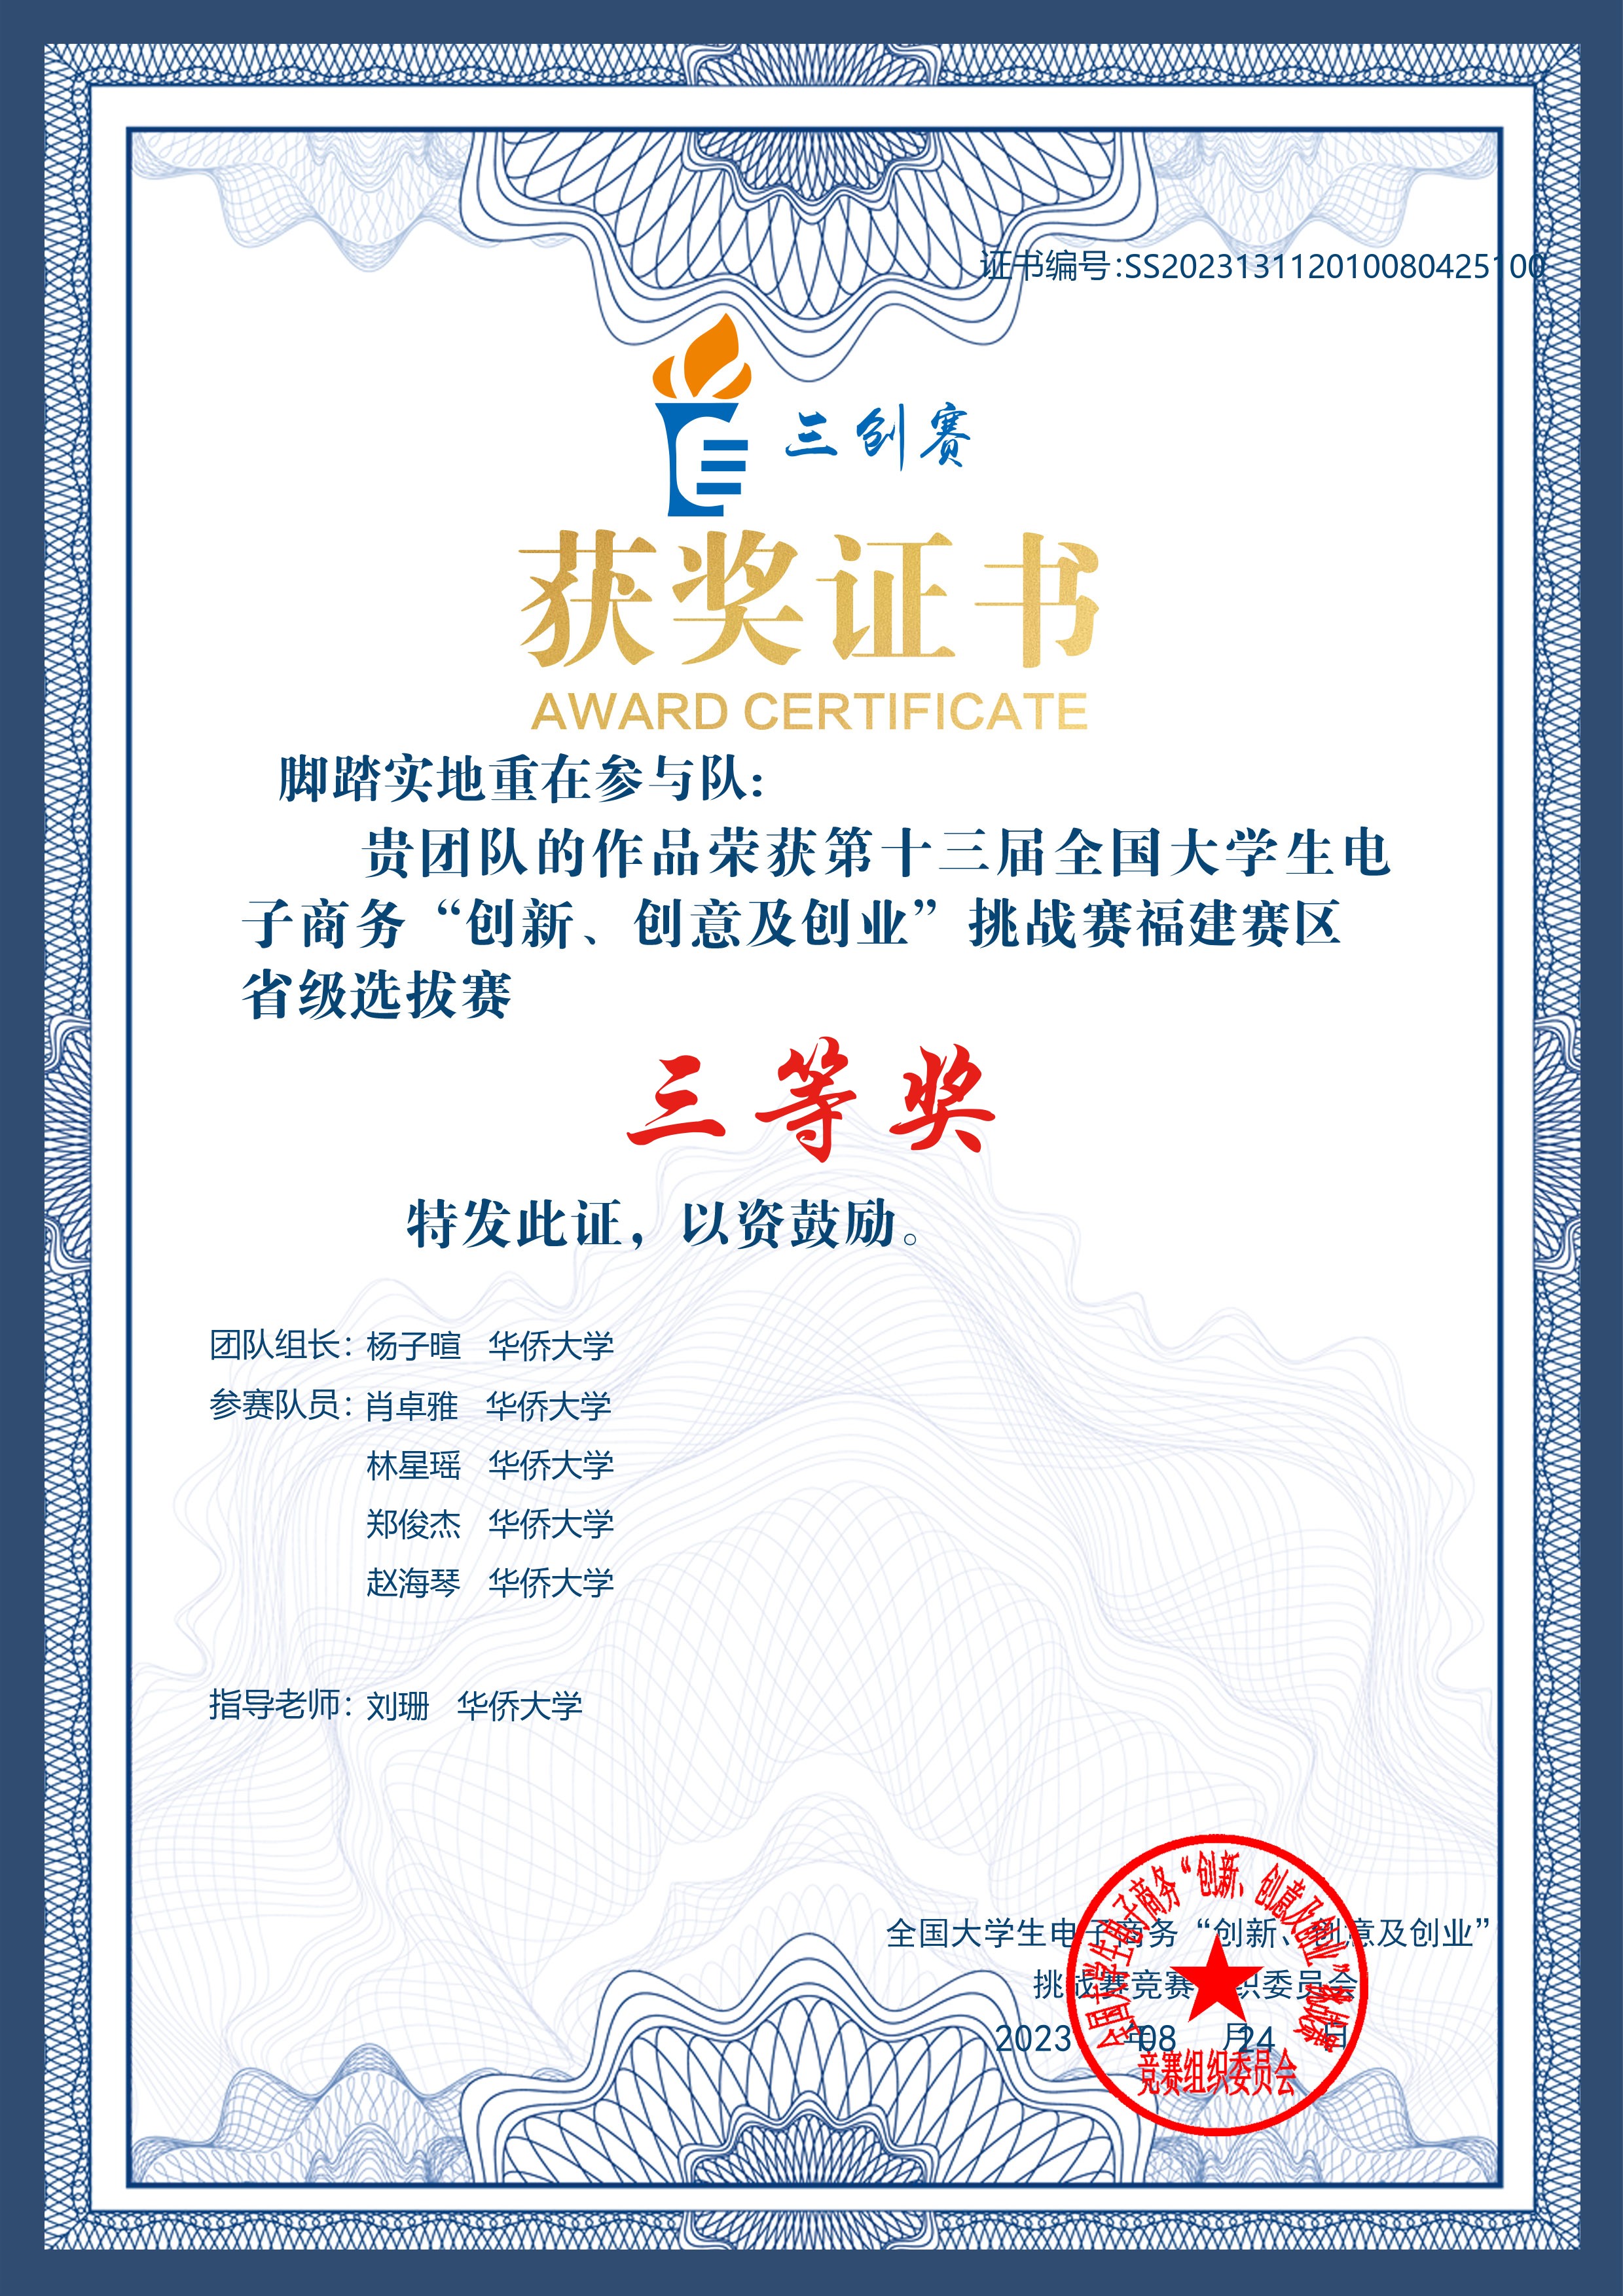 证书编号:SS202313112010080425100
三创赛
获奖证书
AWARD CERTIFICATE
脚踏实地重在参与队:
贵团队的作品荣获第十三届全国大学生电
子商务“创新、创意及创业”挑战赛福建赛区
省级选拔赛
三等奖
特发此证，以资鼓励。
团队组长：杨子暄 华侨大学
参赛队员：肖卓雅 华侨大学
林星瑶 华侨大学
郑俊杰 华侨大学
赵海琴 华侨大学
指导老师：刘珊 华侨大学
全国大学生电子商务“创新、创意及创业”
挑战赛竞赛组织委员会
2023年08月24日
全国大学生电子商务“创新、创意及创业”挑战赛
竞赛组织委员会